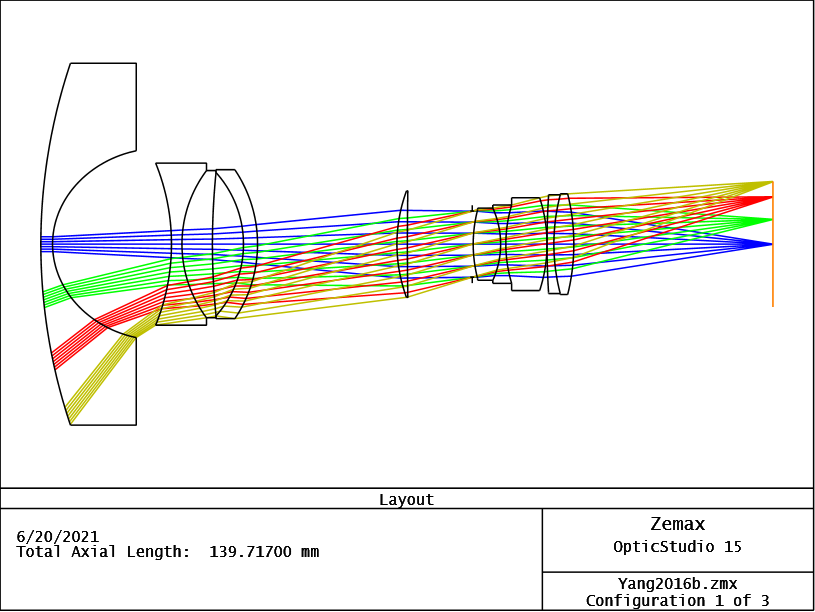 Layout
6/20/2021
Total Axial Length:  139.71700 mm
Zemax
OpticStudio 15
Yang2016b.zmx
Configuration 1 of 3